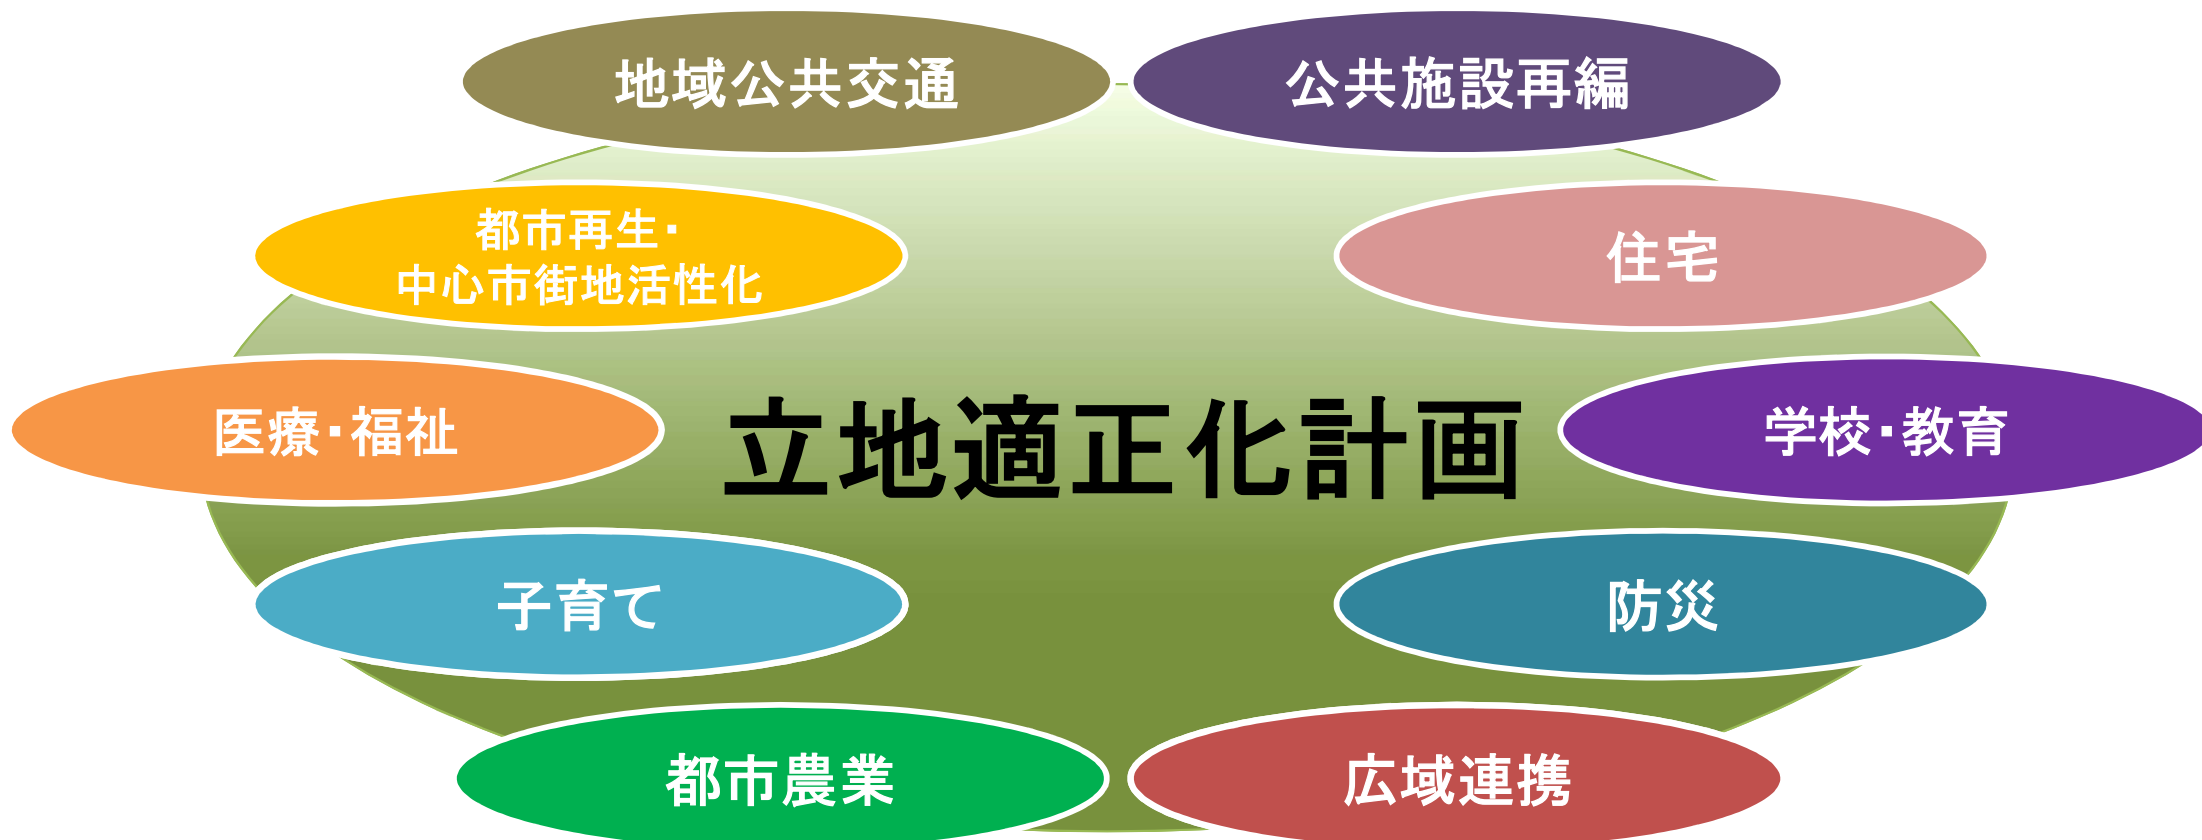 地域公共交通
公共施設再編
都市再生・
中心市街地活性化
住宅
医療・福祉
立地適正化計画
学校・教育
子育て
防災
都市農業
広域連携